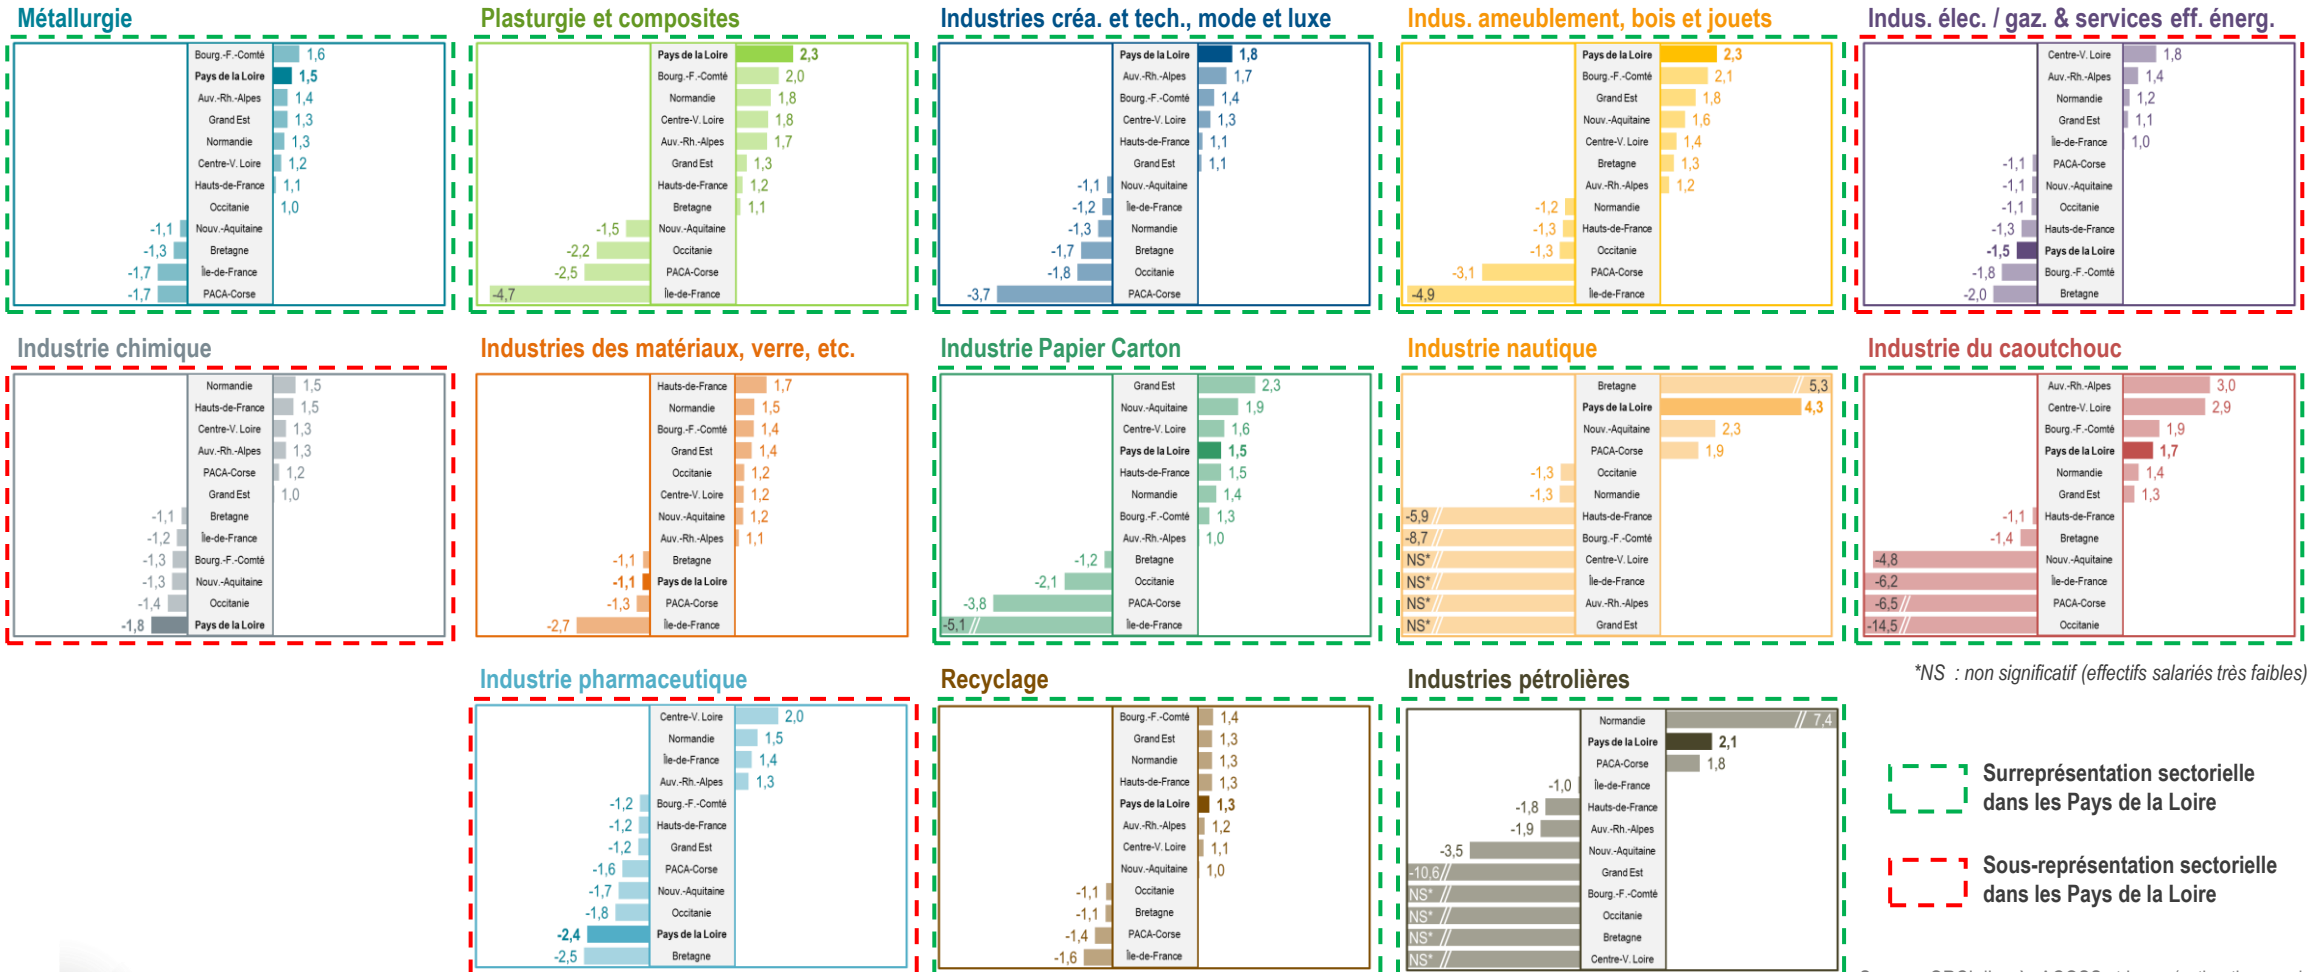 Métallurgie
Bourg.-F.-Comté 1,6
Pays de la Loire 1,5
Auv.-Rh.-Alpes 1,4
Grand Est 1,3
Normandie 1,3
Centre-V. Loire 1,2
Hauts-de-France 1,1
Occitanie 1,0
-1,1 Nouv.-Aquitaine
-1,3 Bretagne
-1,7 Île-de-France
-1,7 PACA-Corse
Plasturgie et composites
Pays de la Loire 2,3
Bourg.-F.-Comté 2,0
Normandie 1,8
Centre-V. Loire 1,8
Auv.-Rh.-Alpes 1,7
Grand Est 1,3
Hauts-de-France 1,2
Bretagne 1,1
-1,5 Nouv.-Aquitaine
-2,2 Occitanie
-2,5 PACA-Corse
-4,7 Île-de-France
Industries créa. et tech., mode et luxe
Pays de la Loire 1,8
Auv.-Rh.-Alpes 1,7
Bourg.-F.-Comté 1,4
Centre-V. Loire 1,3
Hauts-de-France 1,1
Grand Est 1,1
-1,1 Nouv.-Aquitaine
-1,2 Île-de-France
-1,3 Normandie
-1,7 Bretagne
-1,8 Occitanie
-3,7 PACA-Corse
Indus. ameublement, bois et jouets
Pays de la Loire 2,3
Bourg.-F.-Comté 2,1
Grand Est 1,8
Nouv.-Aquitaine 1,6
Centre-V. Loire 1,4
Bretagne 1,3
Auv.-Rh.-Alpes 1,2
-1,2 Normandie
-1,3 Hauts-de-France
-1,3 Occitanie
-3,1 PACA-Corse
-4,9 Île-de-France
Indus. élec. / gaz. & services eff. énerg.
Centre-V. Loire 1,8
Auv.-Rh.-Alpes 1,4
Normandie 1,2
Grand Est 1,1
Île-de-France 1,0
-1,1 PACA-Corse
-1,1 Nouv.-Aquitaine
-1,1 Occitanie
-1,3 Hauts-de-France
-1,5 Pays de la Loire
-1,8 Bourg.-F.-Comté
-2,0 Bretagne
Industrie chimique
Normandie 1,5
Hauts-de-France 1,5
Centre-V. Loire 1,3
Auv.-Rh.-Alpes 1,3
PACA-Corse 1,2
Grand Est 1,0
-1,1 Bretagne
-1,2 Île-de-France
-1,3 Bourg.-F.-Comté
-1,3 Nouv.-Aquitaine
-1,4 Occitanie
-1,8 Pays de la Loire
Industries des matériaux, verre, etc.
Hauts-de-France 1,7
Normandie 1,5
Bourg.-F.-Comté 1,4
Grand Est 1,4
Occitanie 1,2
Centre-V. Loire 1,2
Nouv.-Aquitaine 1,2
Auv.-Rh.-Alpes 1,1
-1,1 Bretagne
-1,1 Pays de la Loire
-1,3 PACA-Corse
-2,7 Île-de-France
Industrie Papier Carton
Grand Est 2,3
Nouv.-Aquitaine 1,9
Centre-V. Loire 1,6
Pays de la Loire 1,5
Hauts-de-France 1,5
Normandie 1,4
Bourg.-F.-Comté 1,3
Auv.-Rh.-Alpes 1,0
-1,2 Bretagne
-2,1 Occitanie
-3,8 PACA-Corse
-5,1 // Île-de-France
Industrie nautique
Bretagne // 5,3
Pays de la Loire 4,3
Nouv.-Aquitaine 2,3
PACA-Corse 1,9
-1,3 Occitanie
-1,3 Normandie
-5,9 // Hauts-de-France
-8,7 // Bourg.-F.-Comté
NS* // Centre-V. Loire
NS* // Île-de-France
NS* // Auv.-Rh.-Alpes
NS* // Grand Est
Industrie du caoutchouc
Auv.-Rh.-Alpes 3,0
Centre-V. Loire 2,9
Bourg.-F.-Comté 1,9
Pays de la Loire 1,7
Normandie 1,4
Grand Est 1,3
-1,1 Hauts-de-France
-1,4 Bretagne
-4,8 Nouv.-Aquitaine
-6,2 Île-de-France
-6,5 // PACA-Corse
-14,5 // Occitanie
Industrie pharmaceutique
Centre-V. Loire 2,0
Normandie 1,5
Île-de-France 1,4
Auv.-Rh.-Alpes 1,3
-1,2 Bourg.-F.-Comté
-1,2 Hauts-de-France
-1,2 Grand Est
-1,6 PACA-Corse
-1,7 Nouv.-Aquitaine
-1,8 Occitanie
-2,4 Pays de la Loire
-2,5 Bretagne
Recyclage
Bourg.-F.-Comté 1,4
Grand Est 1,3
Normandie 1,3
Hauts-de-France 1,3
Pays de la Loire 1,3
Auv.-Rh.-Alpes 1,2
Centre-V. Loire 1,1
Nouv.-Aquitaine 1,0
-1,1 Occitanie
-1,1 Bretagne
-1,4 PACA-Corse
-1,6 Île-de-France
Industries pétrolières
Normandie // 7,4
Pays de la Loire 2,1
PACA-Corse 1,8
-1,0 Île-de-France
-1,8 Hauts-de-France
-1,9 Auv.-Rh.-Alpes
-3,5 Nouv.-Aquitaine
-10,6 // Grand Est
NS* // Bourg.-F.-Comté
NS* // Occitanie
NS* // Bretagne
NS* // Centre-V. Loire
*NS : non significatif (effectifs salariés très faibles)
Surreprésentation sectorielle
dans les Pays de la Loire
Sous-représentation sectorielle
dans les Pays de la Loire